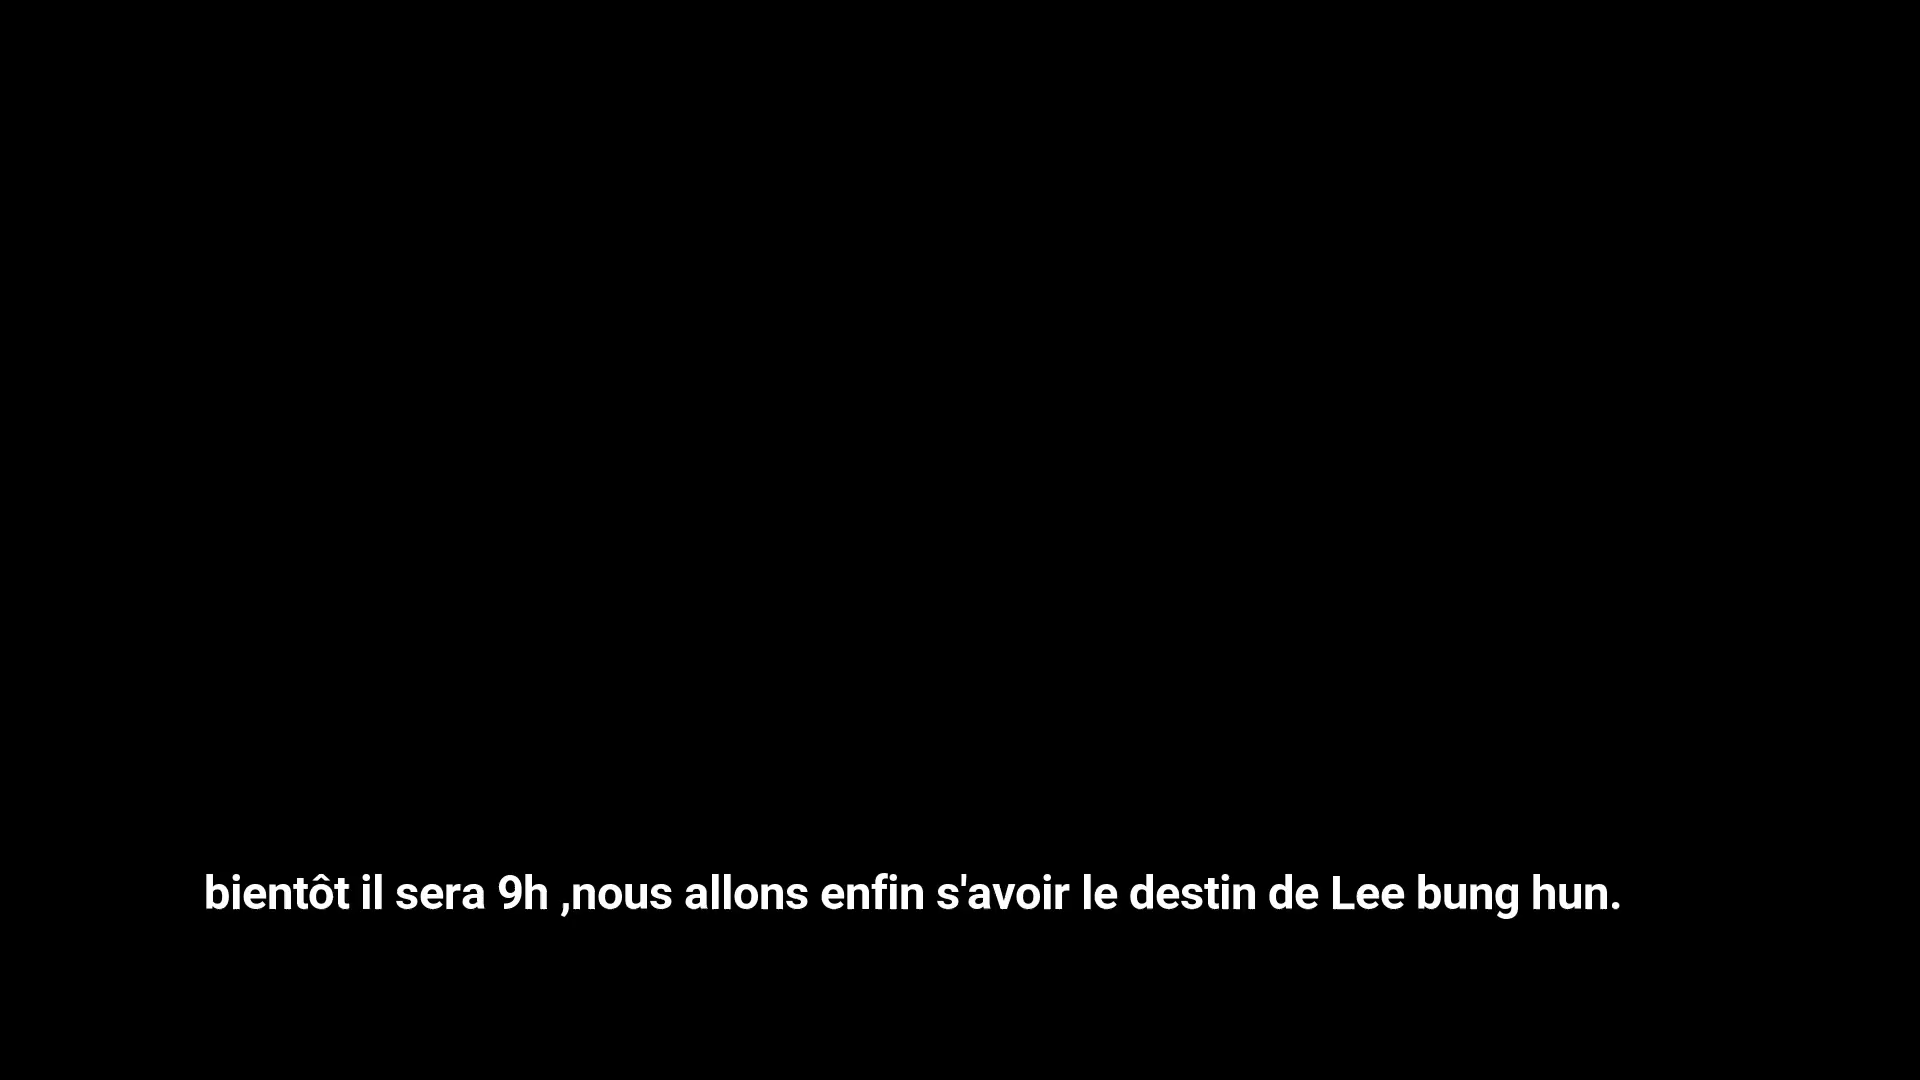 bientôt il sera 9h ,nous allons enfin s'avoir le destin de Lee bung hun.